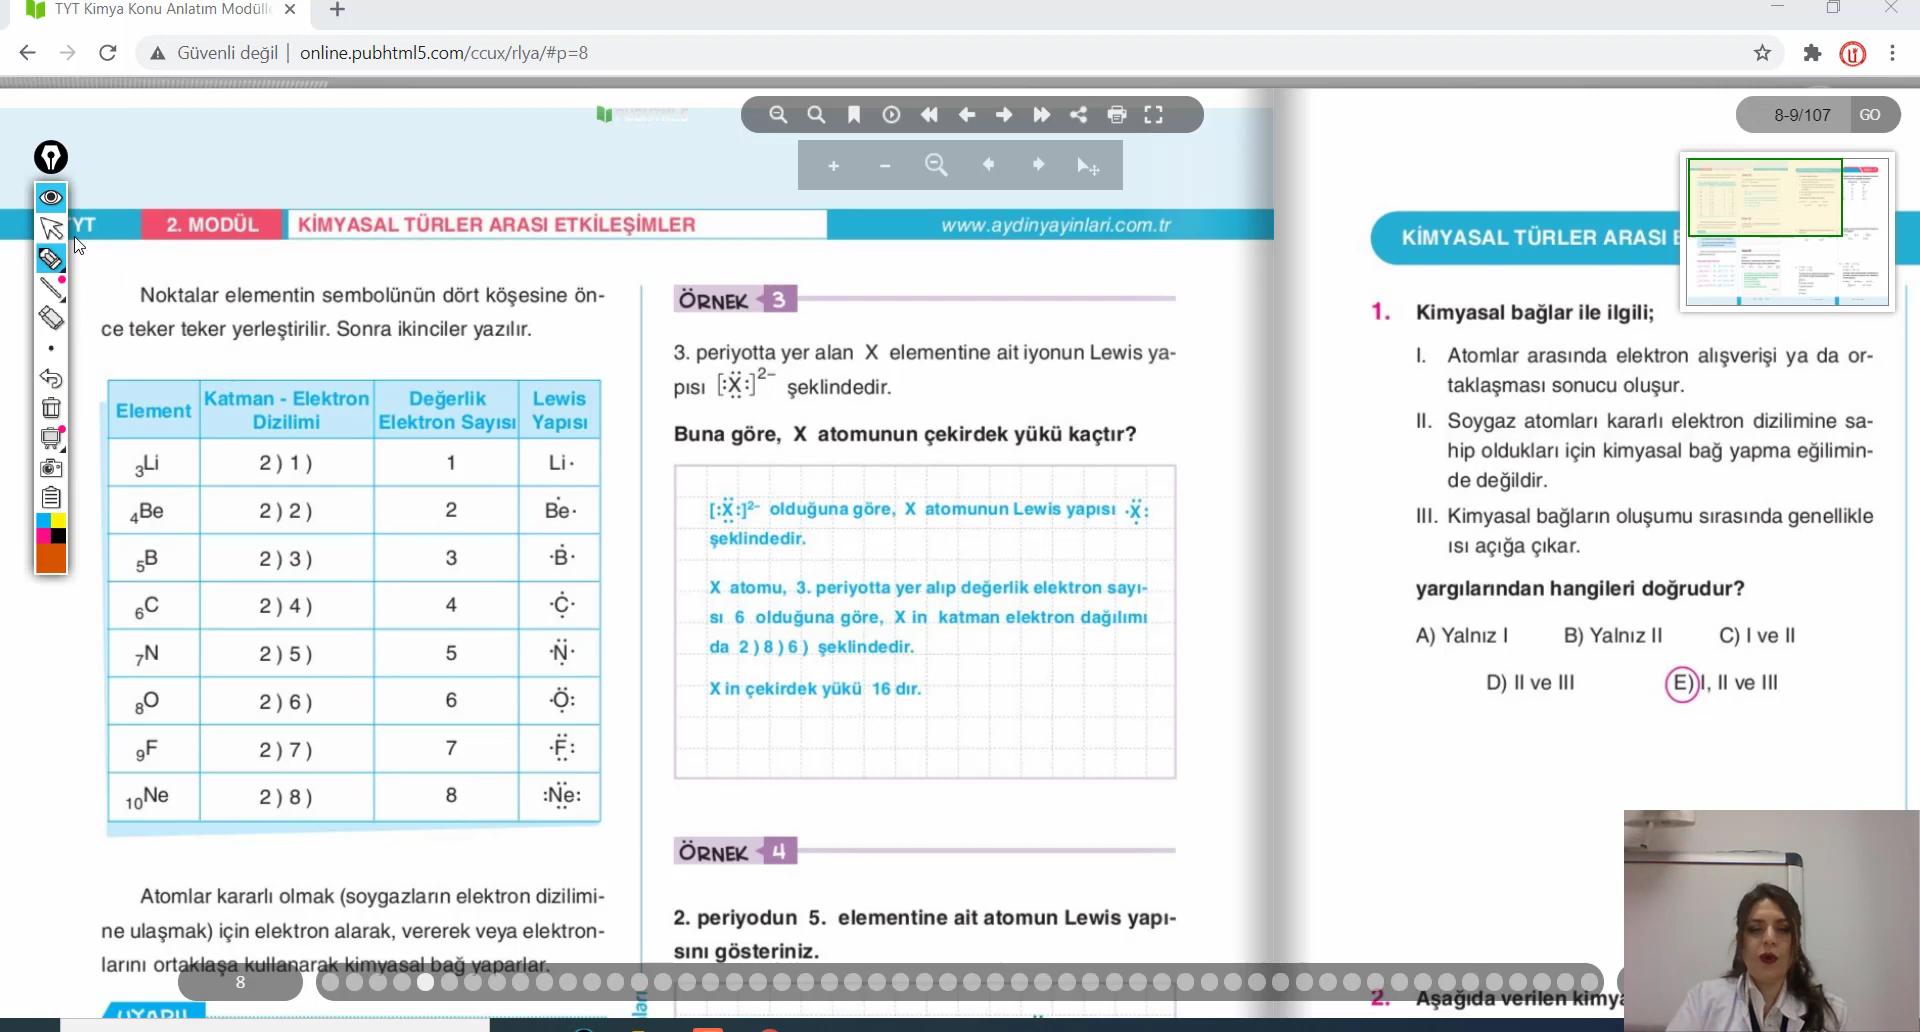 TYT Kimya Konu Anlatım Modüll
Güvenli değil | online.pubhtml5.com/ccux/rlya/#p=8
8-9/107 GO
TYT 2. MODÜL KİMYASAL TÜRLER ARASI ETKİLEŞİMLER www.aydinyayinlari.com.tr
Noktalar elementin sembolünün dört köşesine ön-
ce teker teker yerleştirilir. Sonra ikinciler yazılır.
Element Katman - Elektron Dizilimi Değerlik Elektron Sayısı Lewis Yapısı
₃Li 2 ) 1 ) 1 Li·
₄Be 2 ) 2 ) 2 Be·
₅B 2 ) 3 ) 3 ·B·
₆C 2 ) 4 ) 4 ·C·
₇N 2 ) 5 ) 5 ·N·
₈O 2 ) 6 ) 6 ·O:
₉F 2 ) 7 ) 7 ·F:
₁₀Ne 2 ) 8 ) 8 :Ne:
Atomlar kararlı olmak (soygazların elektron dizilimi-
ne ulaşmak) için elektron alarak, vererek veya elektron-
larını ortaklaşa kullanarak kimyasal bağ yaparlar.
UYARI
8
ÖRNEK 3
3. periyotta yer alan X elementine ait iyonun Lewis ya-
pısı [:X:]²⁻ şeklindedir.
Buna göre, X atomunun çekirdek yükü kaçtır?
[:X:]²⁻ olduğuna göre, X atomunun Lewis yapısı ·X:
şeklindedir.
X atomu, 3. periyotta yer alıp değerlik elektron sayı-
sı 6 olduğuna göre, X in katman elektron dağılımı
da 2 ) 8 ) 6 ) şeklindedir.
X in çekirdek yükü 16 dır.
ÖRNEK 4
2. periyodun 5. elementine ait atomun Lewis yapı-
sını gösteriniz.
KİMYASAL TÜRLER ARASI E
1. Kimyasal bağlar ile ilgili;
I. Atomlar arasında elektron alışverişi ya da or-
taklaşması sonucu oluşur.
II. Soygaz atomları kararlı elektron dizilimine sa-
hip oldukları için kimyasal bağ yapma eğilimin-
de değildir.
III. Kimyasal bağların oluşumu sırasında genellikle
ısı açığa çıkar.
yargılarından hangileri doğrudur?
A) Yalnız I B) Yalnız II C) I ve II
D) II ve III E) I, II ve III
2. Aşağıda verilen kimya